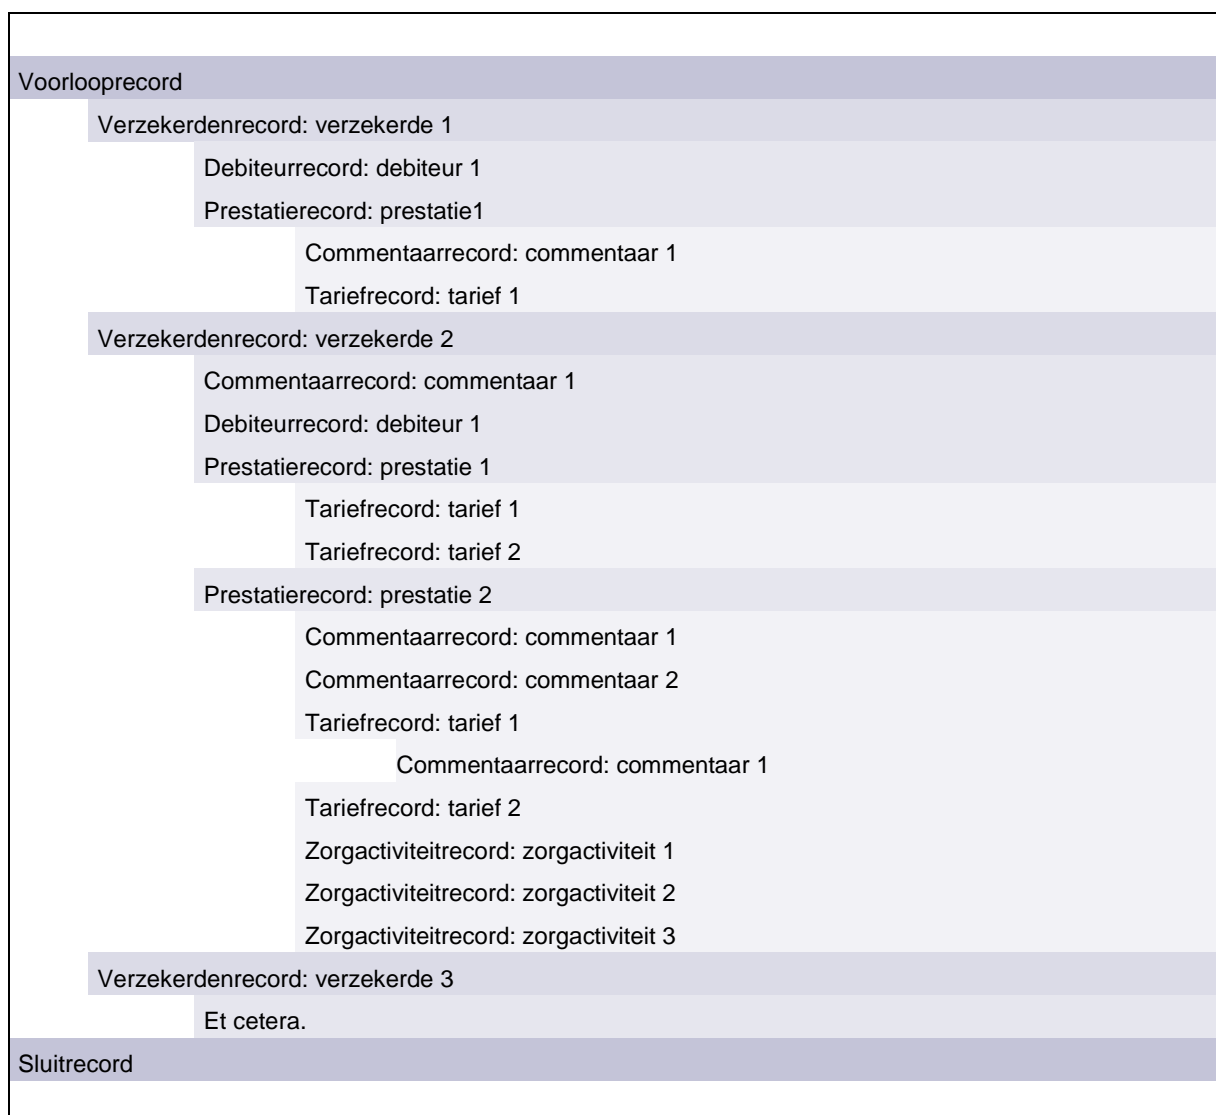 Voorlooprecord
Verzekerdenrecord: verzekerde 1
Debiteurrecord: debiteur 1
Prestatierecord: prestatie1
Commentaarrecord: commentaar 1
Tariefrecord: tarief 1
Verzekerdenrecord: verzekerde 2
Commentaarrecord: commentaar 1
Debiteurrecord: debiteur 1
Prestatierecord: prestatie 1
Tariefrecord: tarief 1
Tariefrecord: tarief 2
Prestatierecord: prestatie 2
Commentaarrecord: commentaar 1
Commentaarrecord: commentaar 2
Tariefrecord: tarief 1
Commentaarrecord: commentaar 1
Tariefrecord: tarief 2
Zorgactiviteitrecord: zorgactiviteit 1
Zorgactiviteitrecord: zorgactiviteit 2
Zorgactiviteitrecord: zorgactiviteit 3
Verzekerdenrecord: verzekerde 3
Et cetera.
Sluitrecord